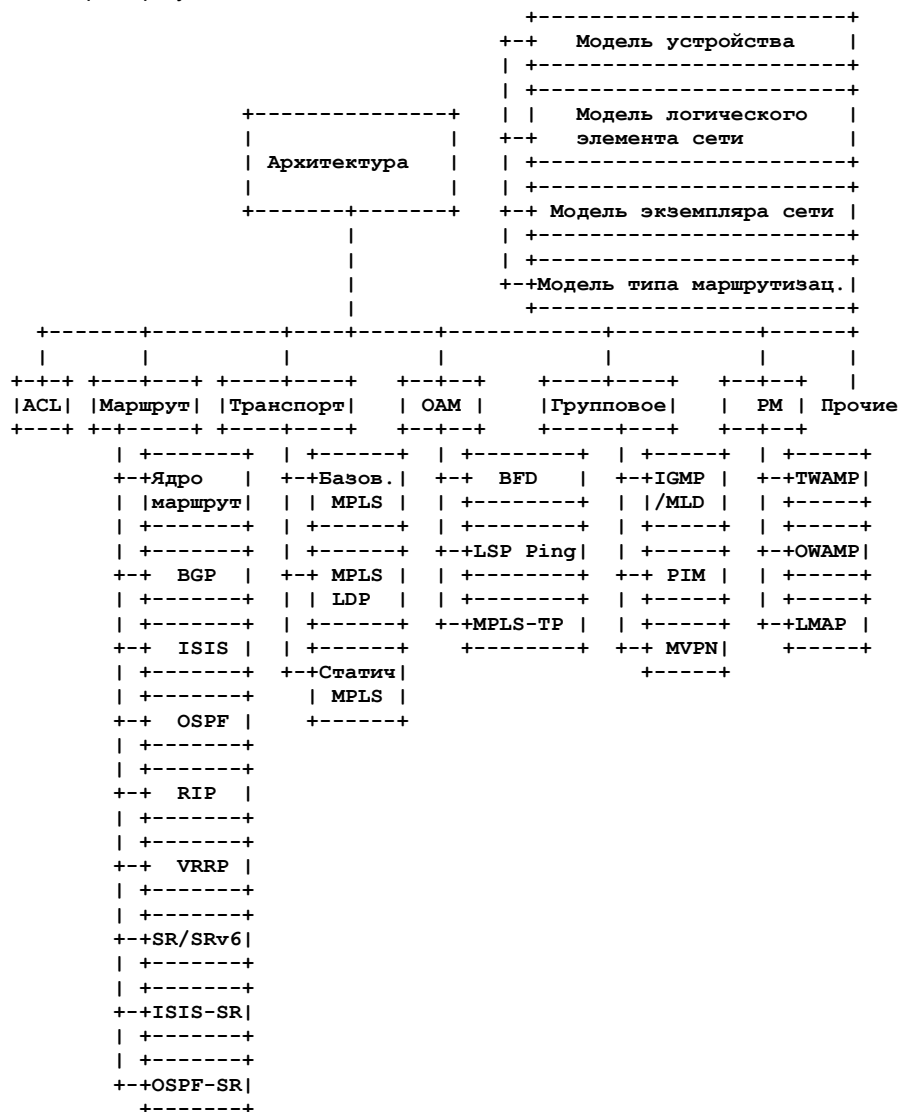 Модель устройства
Модель логического
элемента сети
Архитектура
Модель экземпляра сети
Модель типа маршрутизац.
ACL Маршрут Транспорт OAM Групповое PM Прочие
Ядро Базов. BFD IGMP TWAMP
маршрут MPLS /MLD
LSP Ping OWAMP
BGP MPLS PIM
LDP
MPLS-TP LMAP
ISIS MVPN
Статич
MPLS
OSPF
RIP
VRRP
SR/SRv6
ISIS-SR
OSPF-SR